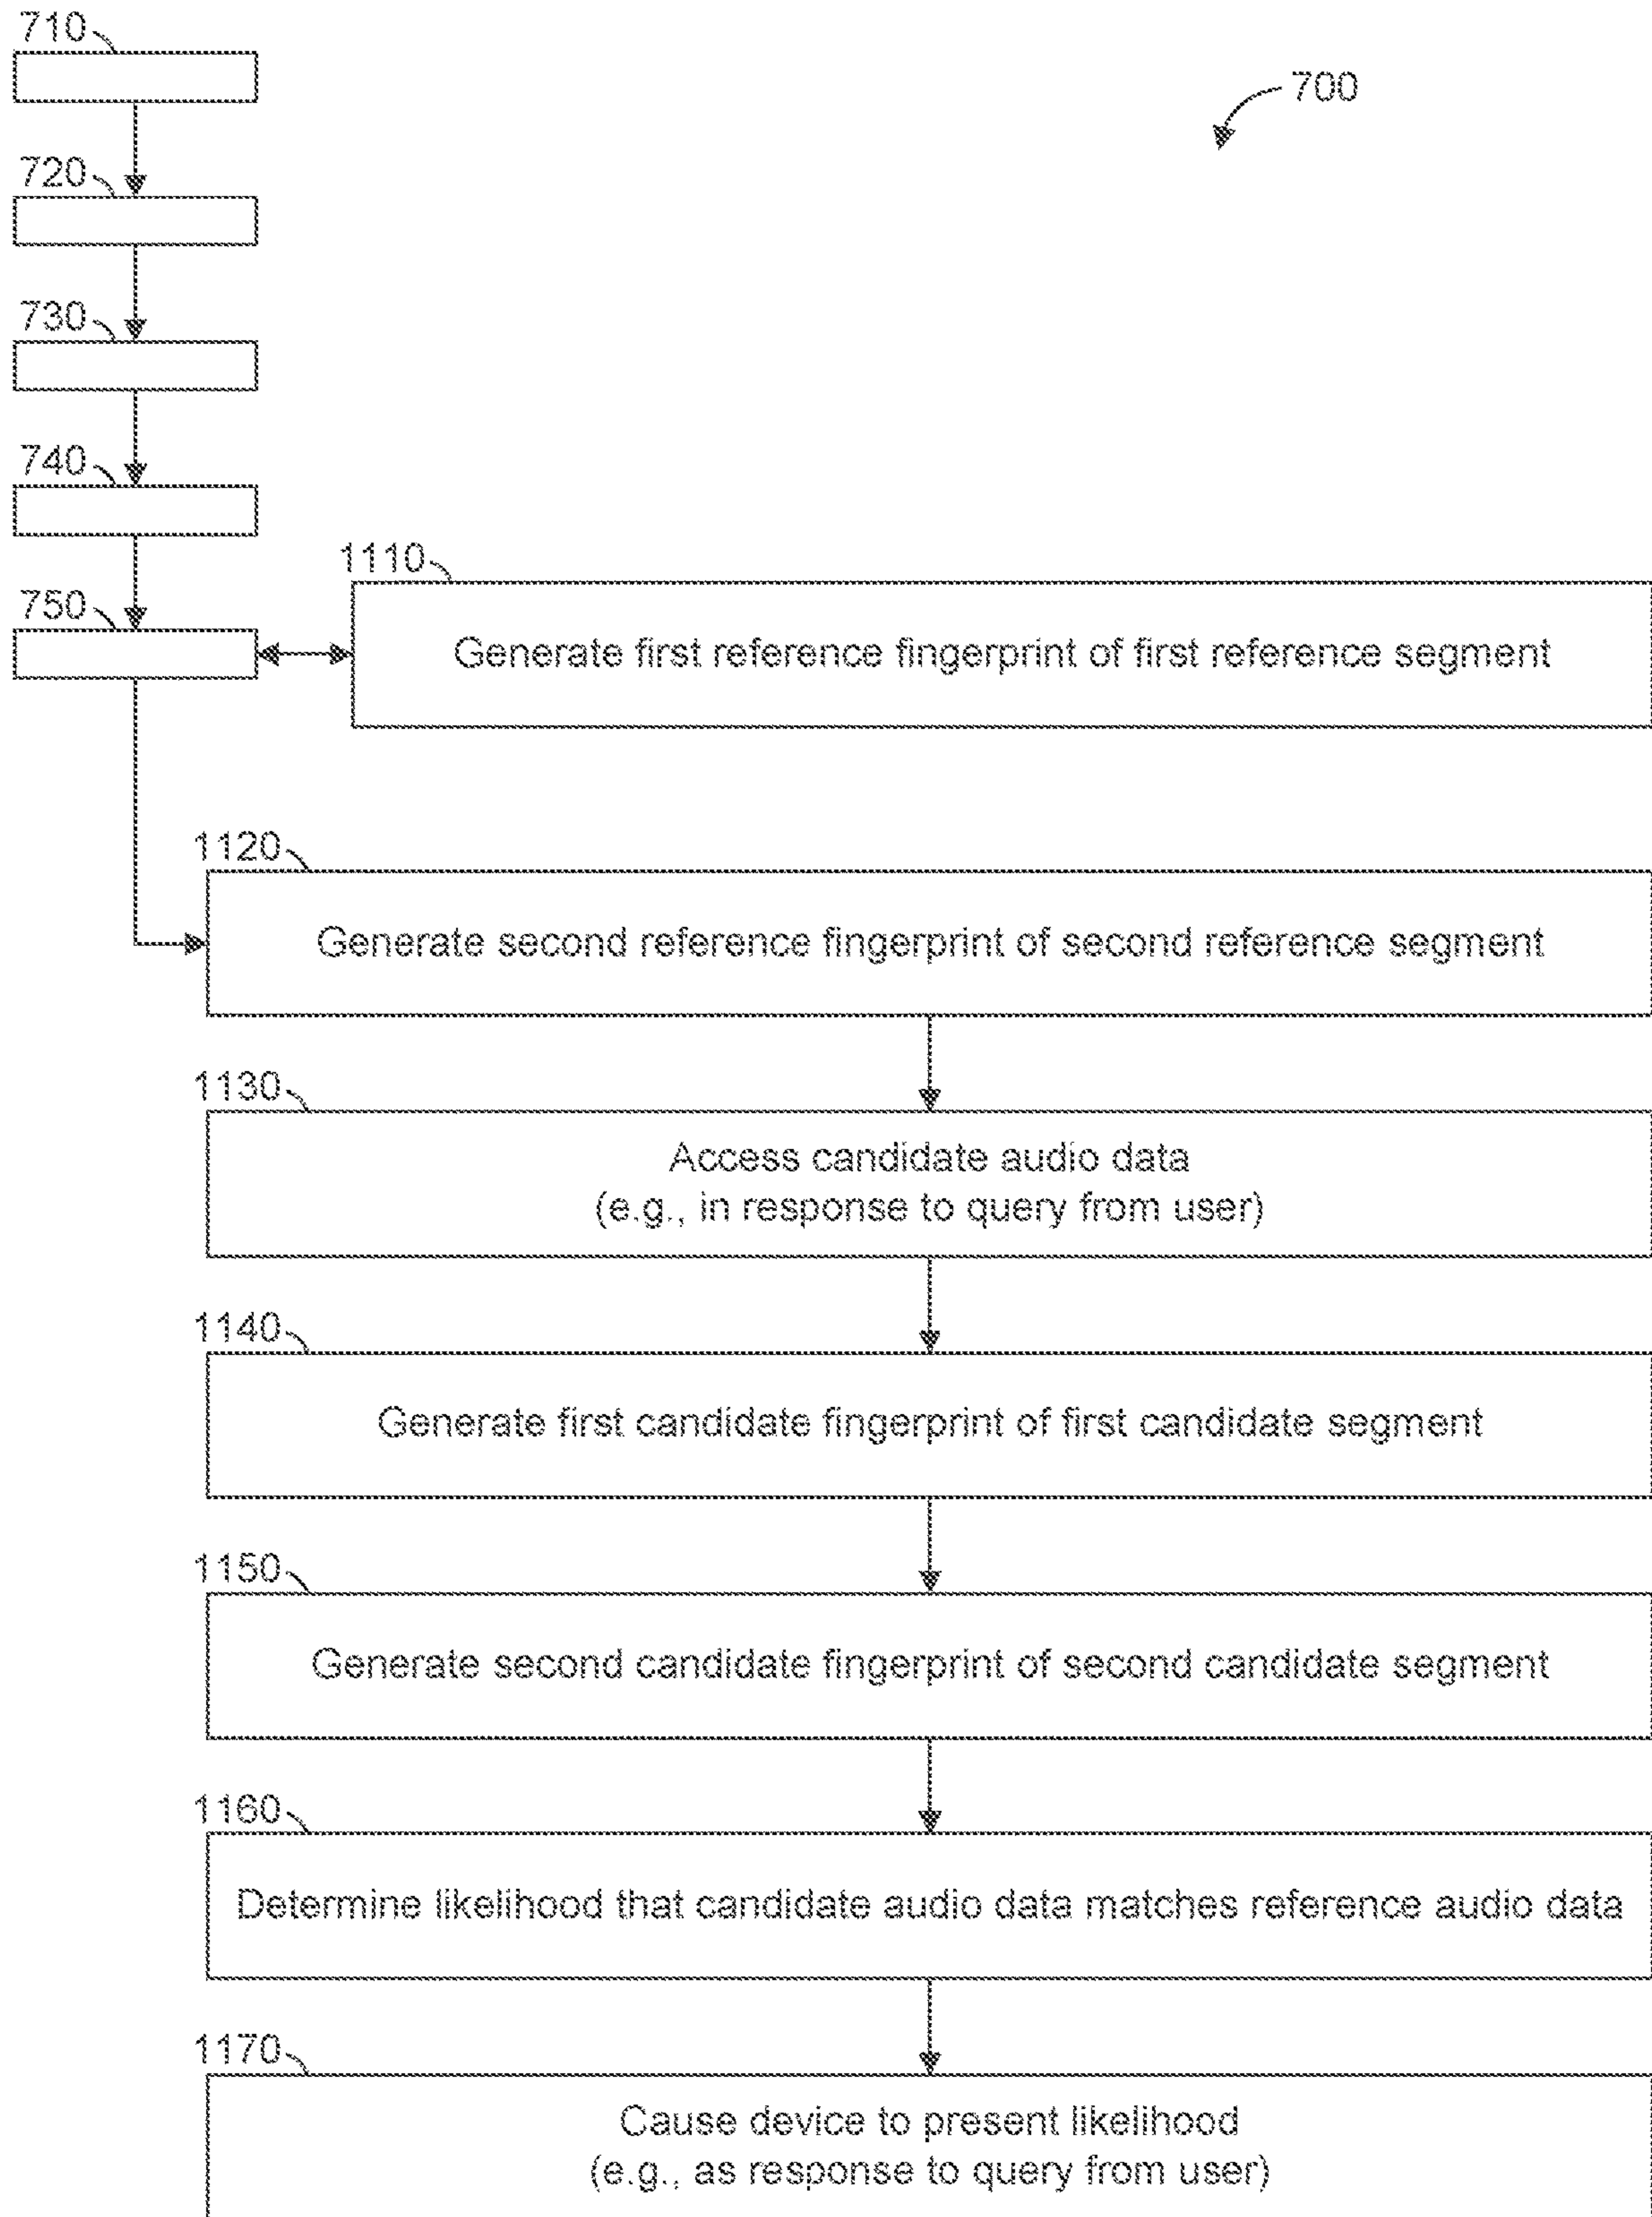 710
700
720
730
740
750
1110
Generate first reference fingerprint of first reference segment
1120
Generate second reference fingerprint of second reference segment
1130
Access candidate audio data
(e.g., in response to query from user)
1140
Generate first candidate fingerprint of first candidate segment
1150
Generate second candidate fingerprint of second candidate segment
1160
Determine likelihood that candidate audio data matches reference audio data
1170
Cause device to present likelihood
(e.g., as response to query from user)